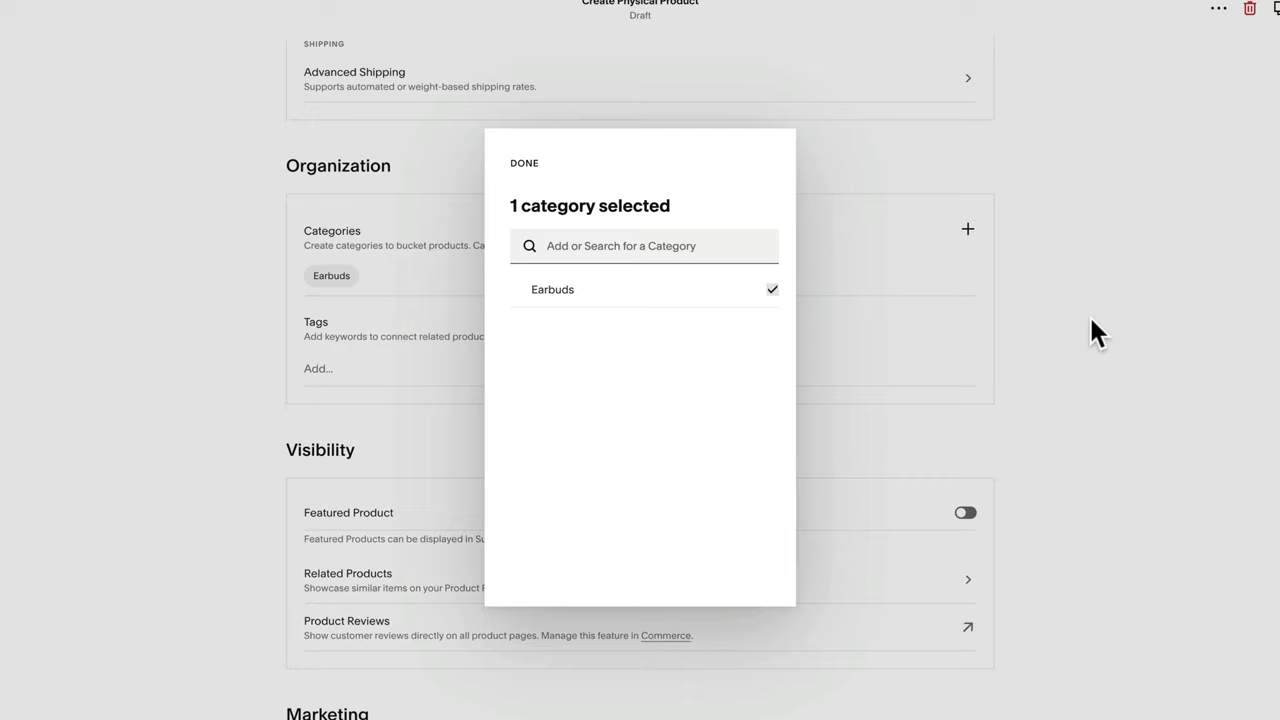 Create Physical Product
Draft
SHIPPING
Advanced Shipping
Supports automated or weight-based shipping rates.
Organization
Categories
Create categories to bucket products. Ca
Earbuds
Tags
Add keywords to connect related produc
Add...
DONE
1 category selected
Add or Search for a Category
Earbuds
Visibility
Featured Product
Featured Products can be displayed in Su
Related Products
Showcase similar items on your Product P
Product Reviews
Show customer reviews directly on all product pages. Manage this feature in Commerce.
Marketing